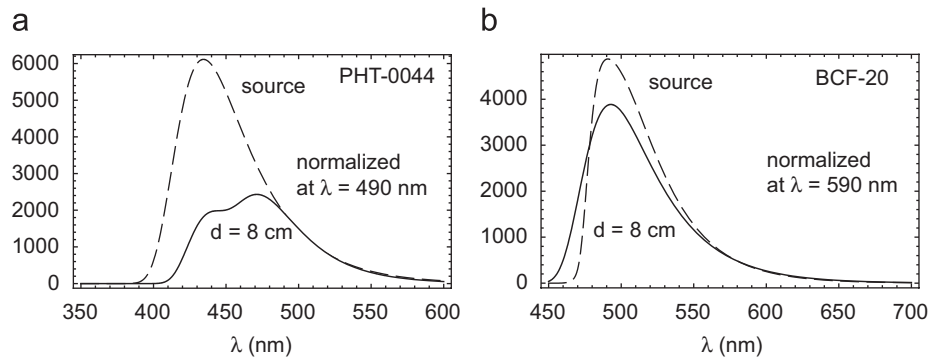 a
PHT-0044
source
normalized
at λ = 490 nm
d = 8 cm
6000
5000
4000
3000
2000
1000
0
350 400 450 500 550 600
λ (nm)
b
BCF-20
source
normalized
at λ = 590 nm
d = 8 cm
4000
3000
2000
1000
0
450 500 550 600 650 700
λ (nm)